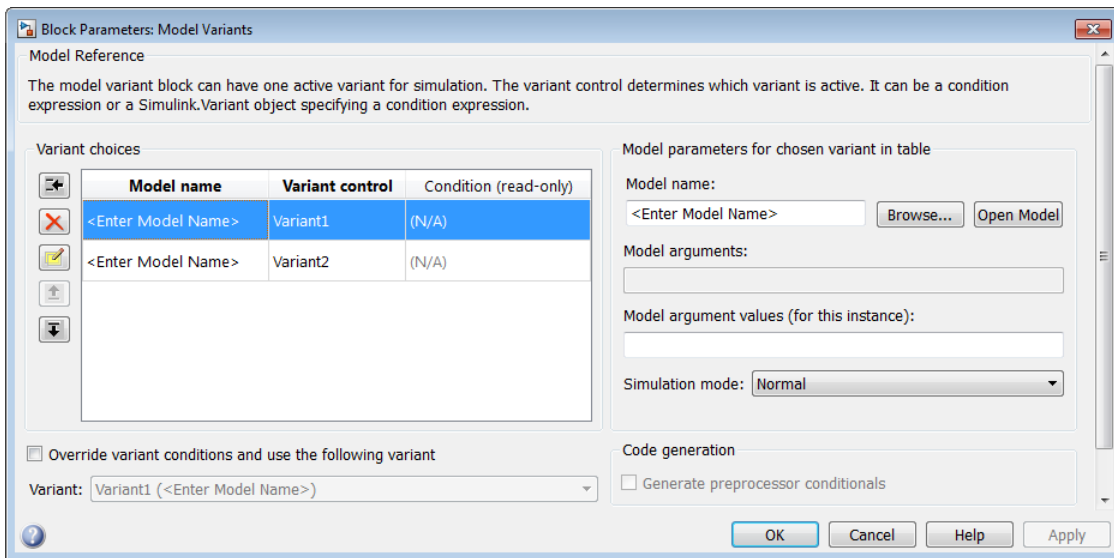 Block Parameters: Model Variants
Model Reference
The model variant block can have one active variant for simulation. The variant control determines which variant is active. It can be a condition
expression or a Simulink.Variant object specifying a condition expression.
Variant choices
Model name Variant control Condition (read-only)
<Enter Model Name> Variant1 (N/A)
<Enter Model Name> Variant2 (N/A)
Override variant conditions and use the following variant
Variant: Variant1 (<Enter Model Name>)
Model parameters for chosen variant in table
Model name:
<Enter Model Name> Browse... Open Model
Model arguments:
Model argument values (for this instance):
Simulation mode: Normal
Code generation
Generate preprocessor conditionals
OK Cancel Help Apply